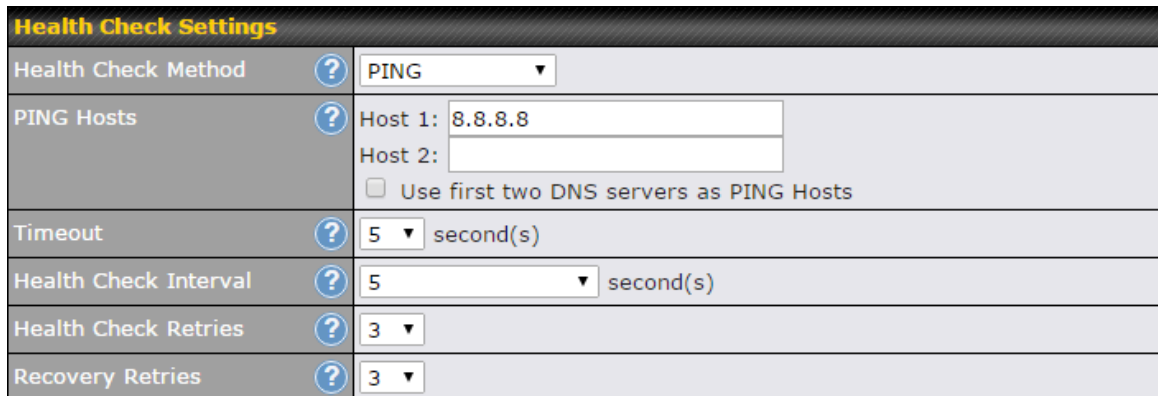 Health Check Settings
Health Check Method ? PING
PING Hosts ? Host 1: 8.8.8.8
Host 2:
Use first two DNS servers as PING Hosts
Timeout ? 5 second(s)
Health Check Interval ? 5 second(s)
Health Check Retries ? 3
Recovery Retries ? 3